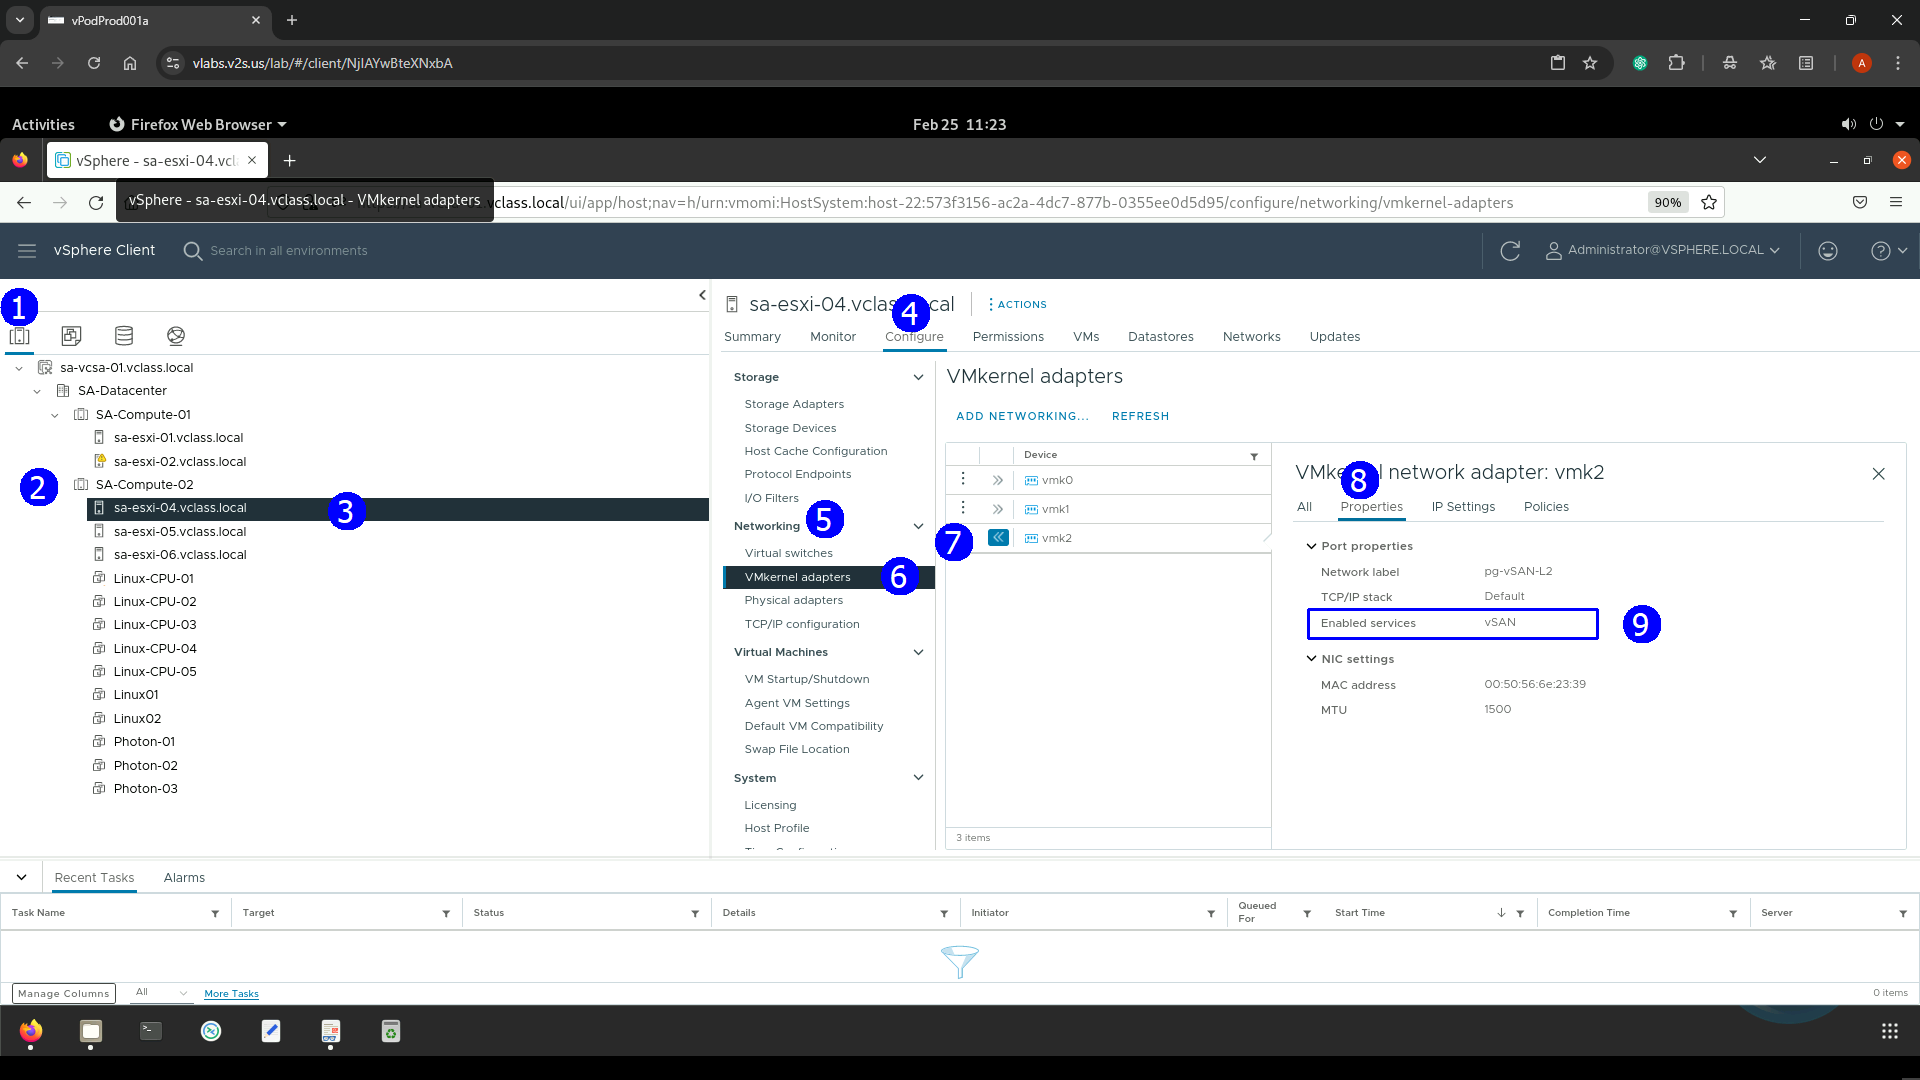 vPodProd001a
vlabs.v2s.us/lab/#/client/NjIAYwBteXNxbA
A
Activities
Firefox Web Browser
Feb 25 11:23
vSphere - sa-esxi-04.vcl
vSphere - sa-esxi-04.vclass.local - VMkernel adapters
vclass.local/ui/app/host;nav=h/urn:vmomi:HostSystem:host-22:573f3156-ac2a-4dc7-877b-0355ee0d5d95/configure/networking/vmkernel-adapters
90%
vSphere Client
Search in all environments
Administrator@VSPHERE.LOCAL
1
sa-vcsa-01.vclass.local
SA-Datacenter
SA-Compute-01
sa-esxi-01.vclass.local
sa-esxi-02.vclass.local
2
SA-Compute-02
sa-esxi-04.vclass.local
3
sa-esxi-05.vclass.local
sa-esxi-06.vclass.local
Linux-CPU-01
Linux-CPU-02
Linux-CPU-03
Linux-CPU-04
Linux-CPU-05
Linux01
Linux02
Photon-01
Photon-02
Photon-03
sa-esxi-04.vclas cal
4
ACTIONS
Summary Monitor Configure Permissions VMs Datastores Networks Updates
Storage
Storage Adapters
Storage Devices
Host Cache Configuration
Protocol Endpoints
I/O Filters
Networking
5
Virtual switches
VMkernel adapters
6
Physical adapters
TCP/IP configuration
Virtual Machines
VM Startup/Shutdown
Agent VM Settings
Default VM Compatibility
Swap File Location
System
Licensing
Host Profile
VMkernel adapters
ADD NETWORKING... REFRESH
Device
vmk0
vmk1
7
vmk2
3 items
VMk l network adapter: vmk2
8
All Properties IP Settings Policies
Port properties
Network label pg-vSAN-L2
TCP/IP stack Default
Enabled services vSAN
9
NIC settings
MAC address 00:50:56:6e:23:39
MTU 1500
Recent Tasks Alarms
Task Name Target Status Details Initiator Queued For Start Time Completion Time Server
Manage Columns All More Tasks
0 items